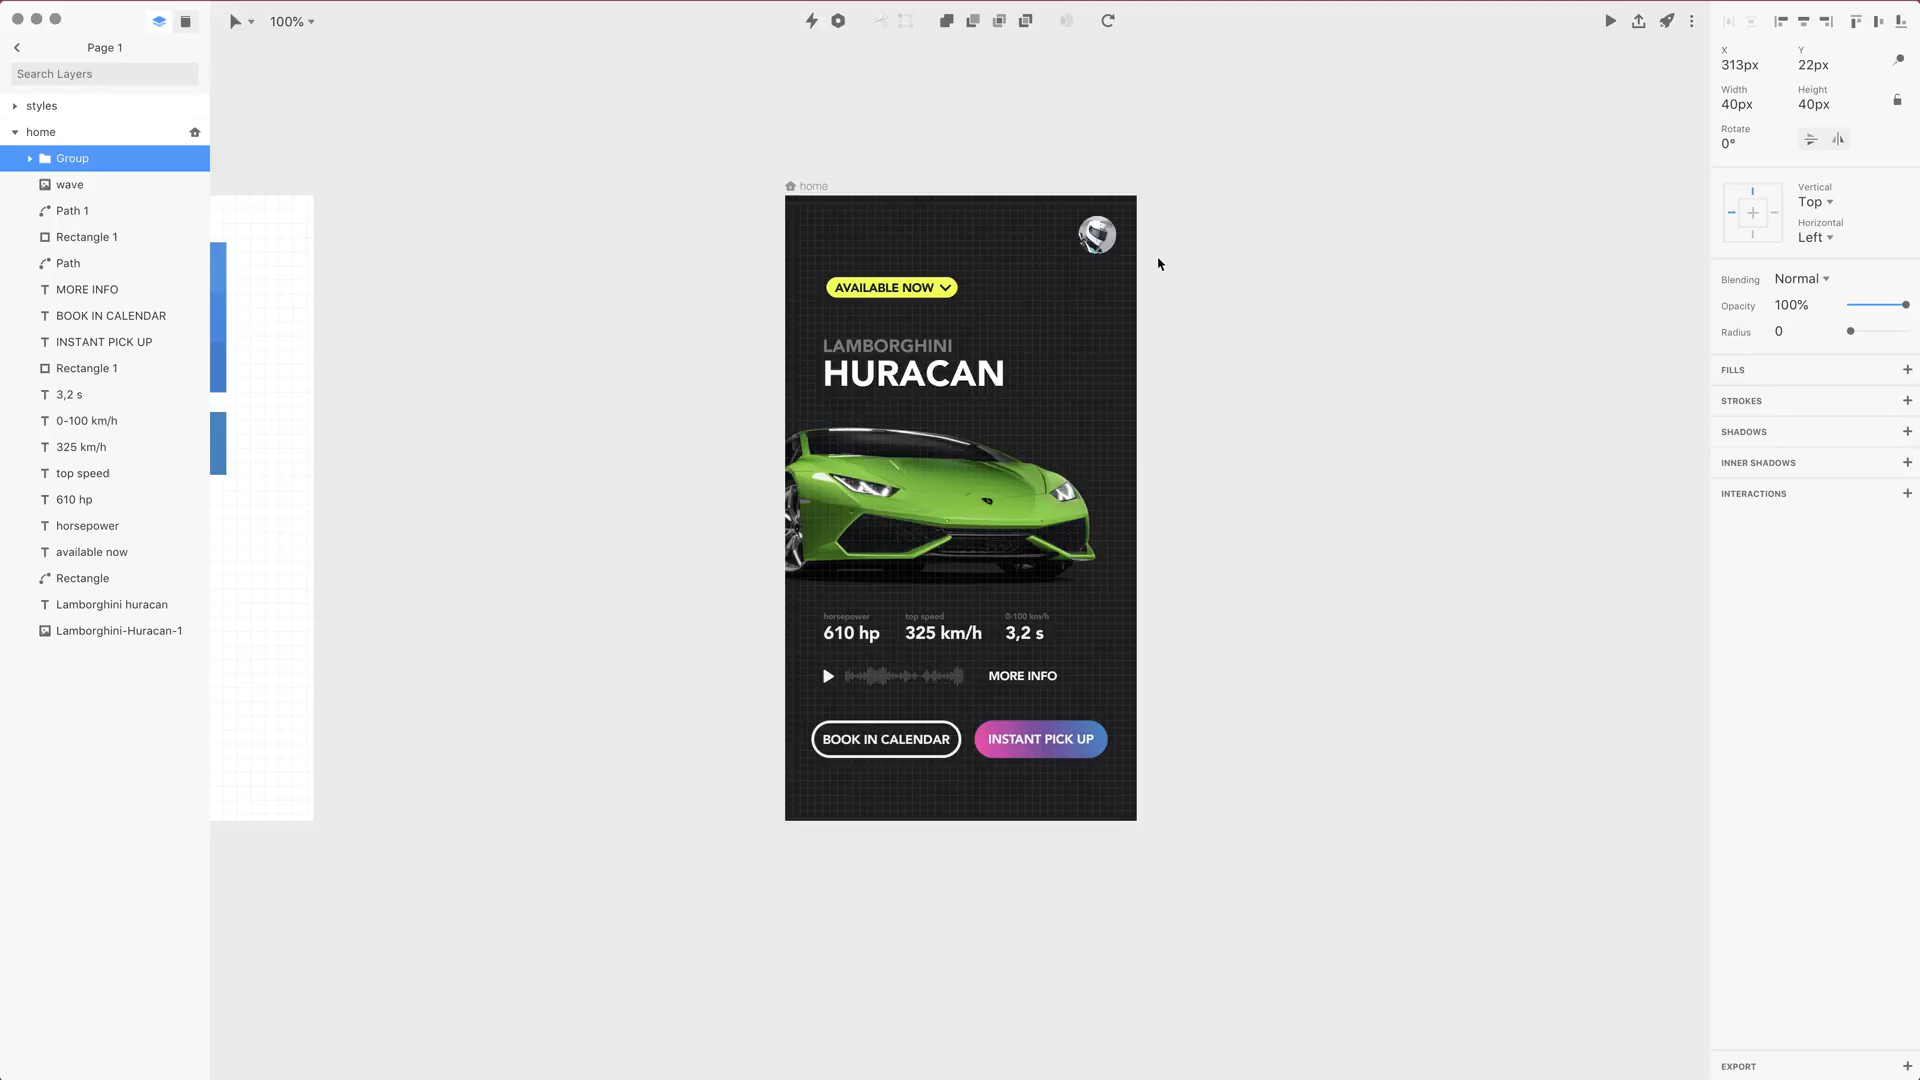 100%
Page 1
Search Layers
styles
home
Group
wave
Path 1
Rectangle 1
Path
MORE INFO
BOOK IN CALENDAR
INSTANT PICK UP
Rectangle 1
3,2 s
0-100 km/h
325 km/h
top speed
610 hp
horsepower
available now
Rectangle
Lamborghini huracan
Lamborghini-Huracan-1
home
AVAILABLE NOW
LAMBORGHINI
HURACAN
horsepower top speed 0-100 km/h
610 hp 325 km/h 3,2 s
MORE INFO
BOOK IN CALENDAR INSTANT PICK UP
X Y
313px 22px
Width Height
40px 40px
Rotate
0°
Vertical
Top
Horizontal
Left
Blending Normal
Opacity 100%
Radius 0
FILLS
STROKES
SHADOWS
INNER SHADOWS
INTERACTIONS
EXPORT